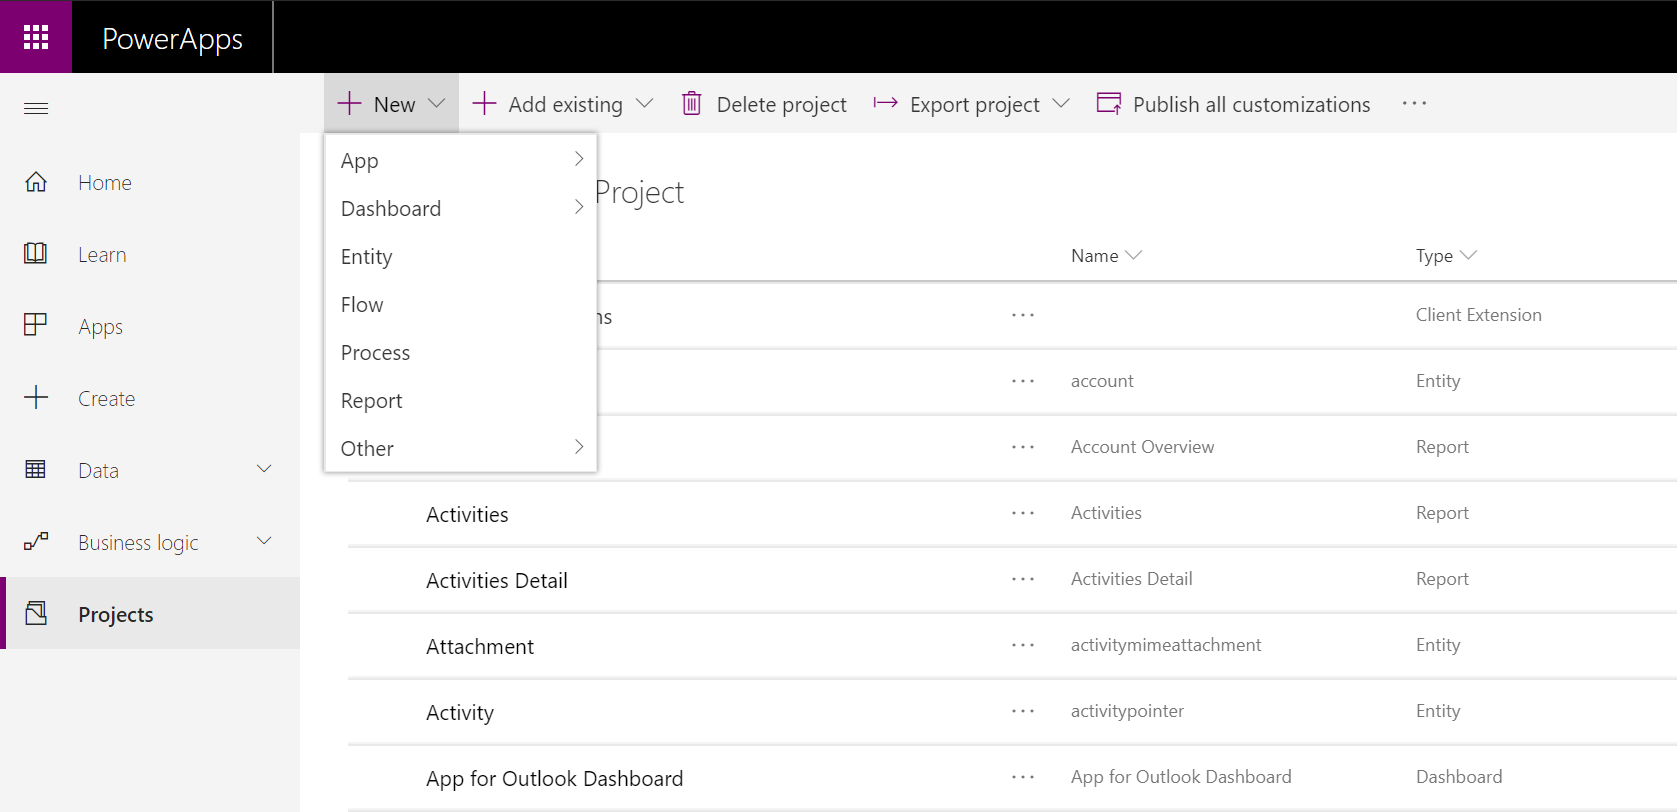 PowerApps
New Add existing Delete project Export project Publish all customizations
Home
Learn
Apps
Create
Data
Business logic
Projects
App
Dashboard
Entity
Flow
Process
Report
Other
Project
Name Type
Client Extension
account Entity
Account Overview Report
Activities Activities Report
Activities Detail Activities Detail Report
Attachment activitymimeattachment Entity
Activity activitypointer Entity
App for Outlook Dashboard App for Outlook Dashboard Dashboard